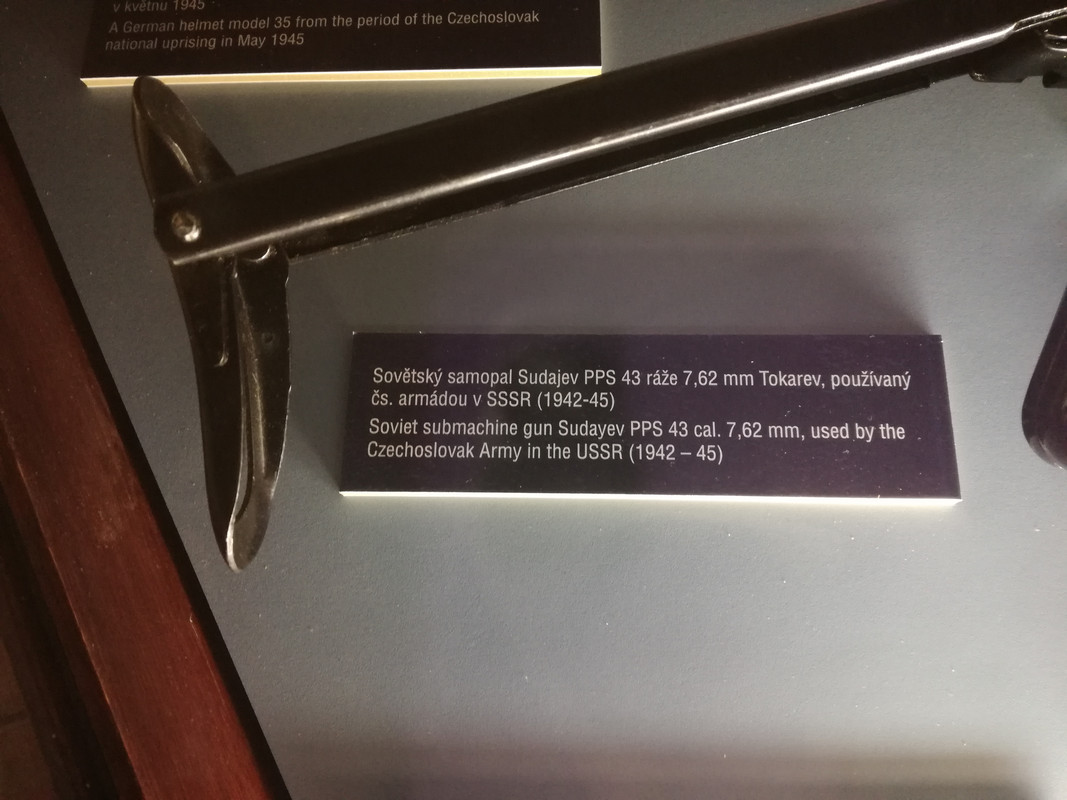 v květnu 1945
A German helmet model 35 from the period of the Czechoslovak
national uprising in May 1945
Sovětský samopal Sudajev PPS 43 ráže 7,62 mm Tokarev, používaný
čs. armádou v SSSR (1942-45)
Soviet submachine gun Sudayev PPS 43 cal. 7,62 mm, used by the
Czechoslovak Army in the USSR (1942 – 45)